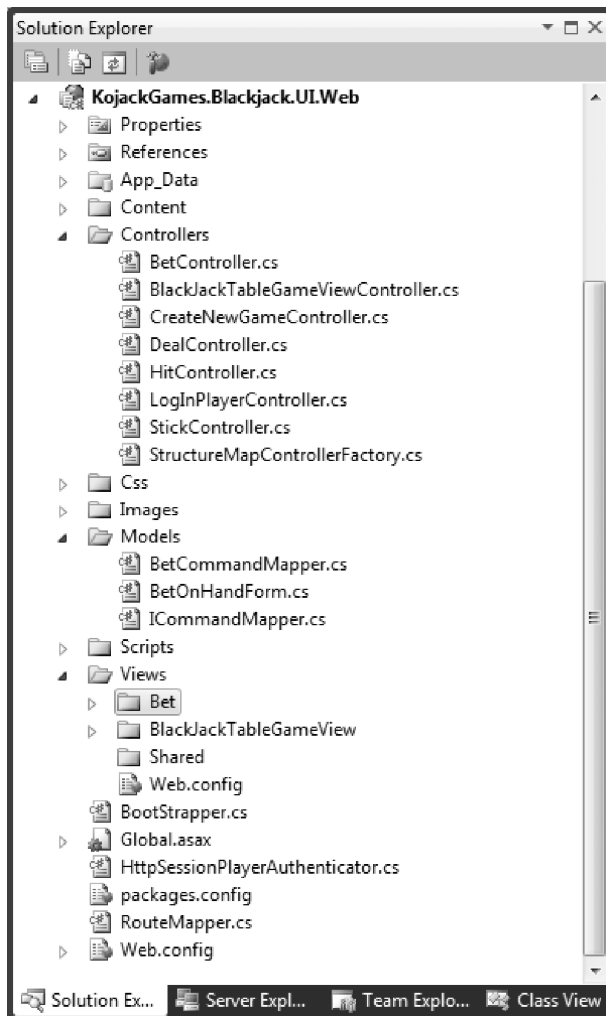 Solution Explorer
KojackGames.Blackjack.UI.Web
Properties
References
App_Data
Content
Controllers
BetController.cs
BlackJackTableGameViewController.cs
CreateNewGameController.cs
DealController.cs
HitController.cs
LogInPlayerController.cs
StickController.cs
StructureMapControllerFactory.cs
Css
Images
Models
BetCommandMapper.cs
BetOnHandForm.cs
ICommandMapper.cs
Scripts
Views
Bet
BlackJackTableGameView
Shared
Web.config
BootStrapper.cs
Global.asax
HttpSessionPlayerAuthenticator.cs
packages.config
RouteMapper.cs
Web.config
Solution Ex... Server Expl... Team Explo... Class View